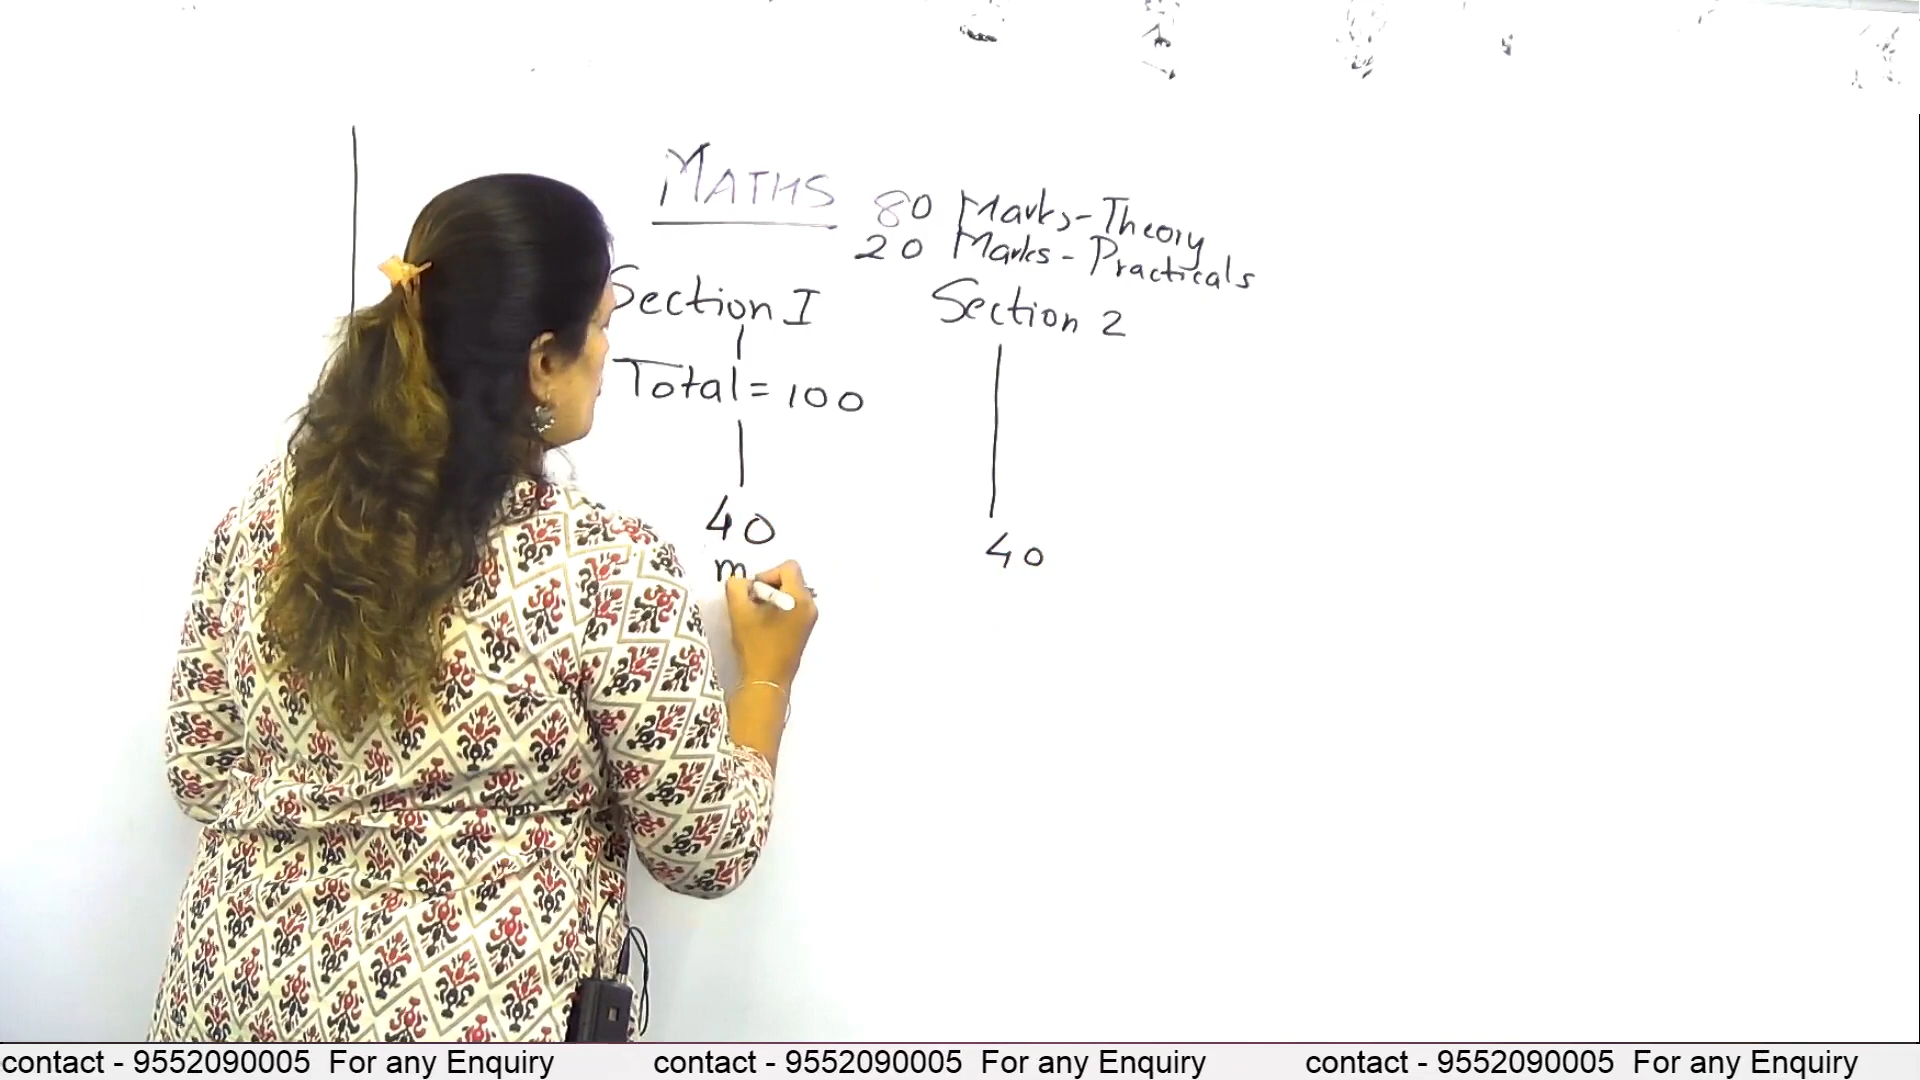 MATHS
80 Marks-Theory
20 Marks - Practicals
Section I
Section 2
Total = 100
40
40
m
contact - 9552090005 For any Enquiry contact - 9552090005 For any Enquiry contact - 9552090005 For any Enquiry